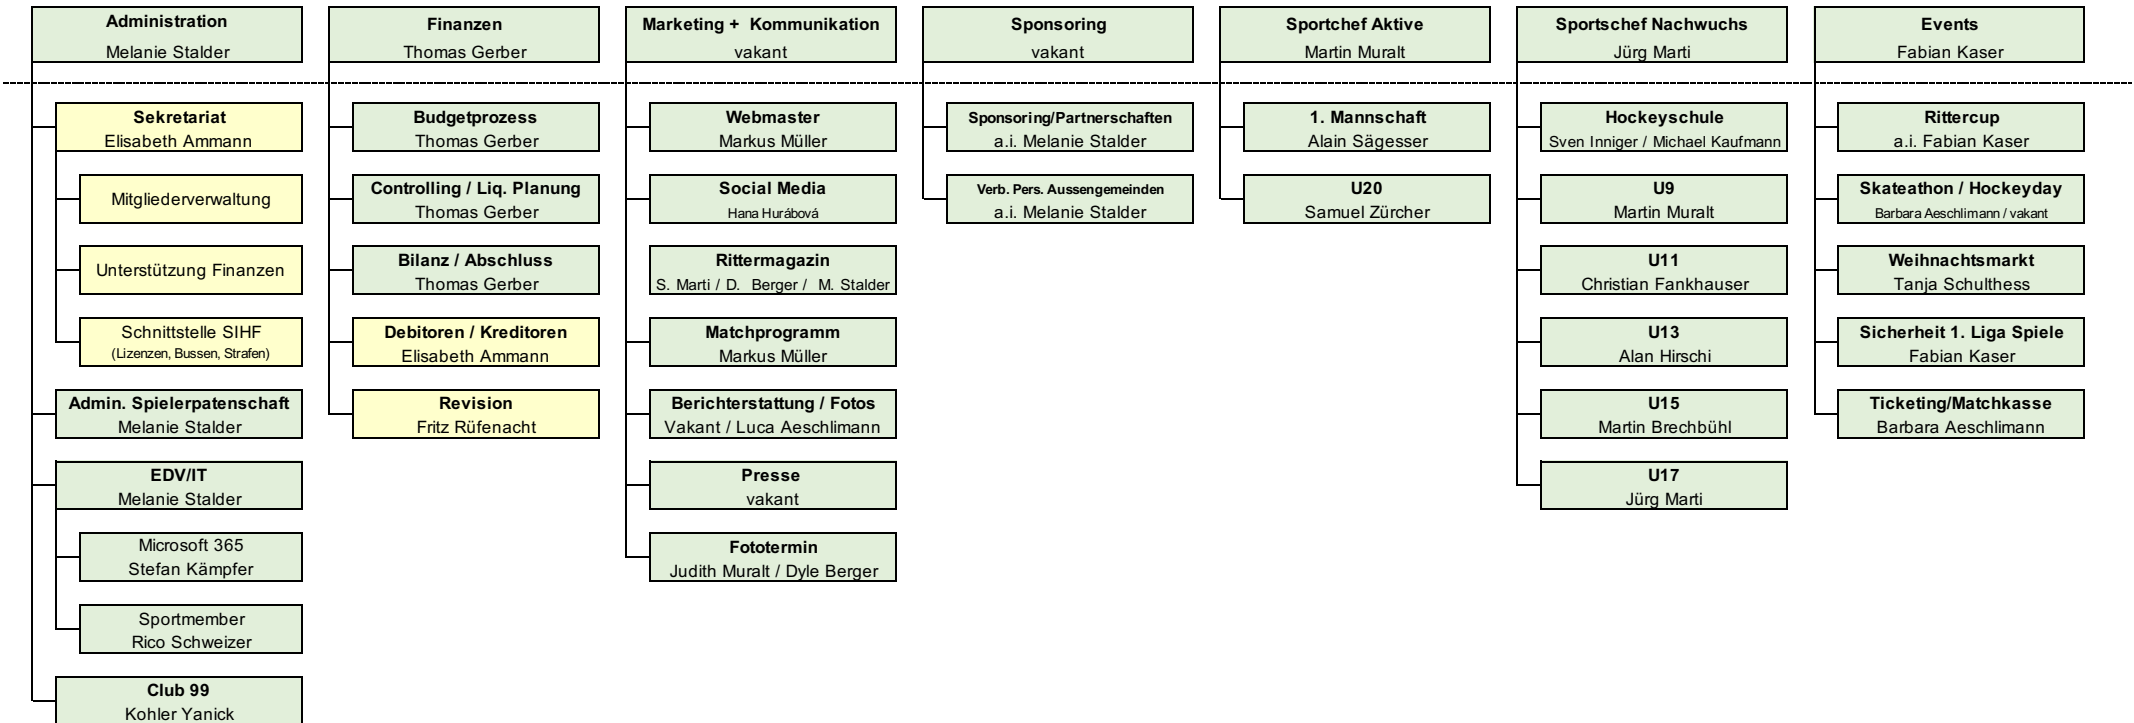 Administration
Melanie Stalder
Sekretariat
Elisabeth Ammann
Mitgliederverwaltung
Unterstützung Finanzen
Schnittstelle SIHF
(Lizenzen, Bussen, Strafen)
Admin. Spielerpatenschaft
Melanie Stalder
EDV/IT
Melanie Stalder
Microsoft 365
Stefan Kämpfer
Sportmember
Rico Schweizer
Club 99
Kohler Yanick
Finanzen
Thomas Gerber
Budgetprozess
Thomas Gerber
Controlling / Liq. Planung
Thomas Gerber
Bilanz / Abschluss
Thomas Gerber
Debitoren / Kreditoren
Elisabeth Ammann
Revision
Fritz Rüfenacht
Marketing + Kommunikation
vakant
Webmaster
Markus Müller
Social Media
Hana Hurábová
Rittermagazin
S. Marti / D. Berger / M. Stalder
Matchprogramm
Markus Müller
Berichterstattung / Fotos
Vakant / Luca Aeschlimann
Presse
vakant
Fototermin
Judith Muralt / Dyle Berger
Sponsoring
vakant
Sponsoring/Partnerschaften
a.i. Melanie Stalder
Verb. Pers. Aussengemeinden
a.i. Melanie Stalder
Sportchef Aktive
Martin Muralt
1. Mannschaft
Alain Sägesser
U20
Samuel Zürcher
Sportschef Nachwuchs
Jürg Marti
Hockeyschule
Sven Inniger / Michael Kaufmann
U9
Martin Muralt
U11
Christian Fankhauser
U13
Alan Hirschi
U15
Martin Brechbühl
U17
Jürg Marti
Events
Fabian Kaser
Rittercup
a.i. Fabian Kaser
Skateathon / Hockeyday
Barbara Aeschlimann / vakant
Weihnachtsmarkt
Tanja Schulthess
Sicherheit 1. Liga Spiele
Fabian Kaser
Ticketing/Matchkasse
Barbara Aeschlimann